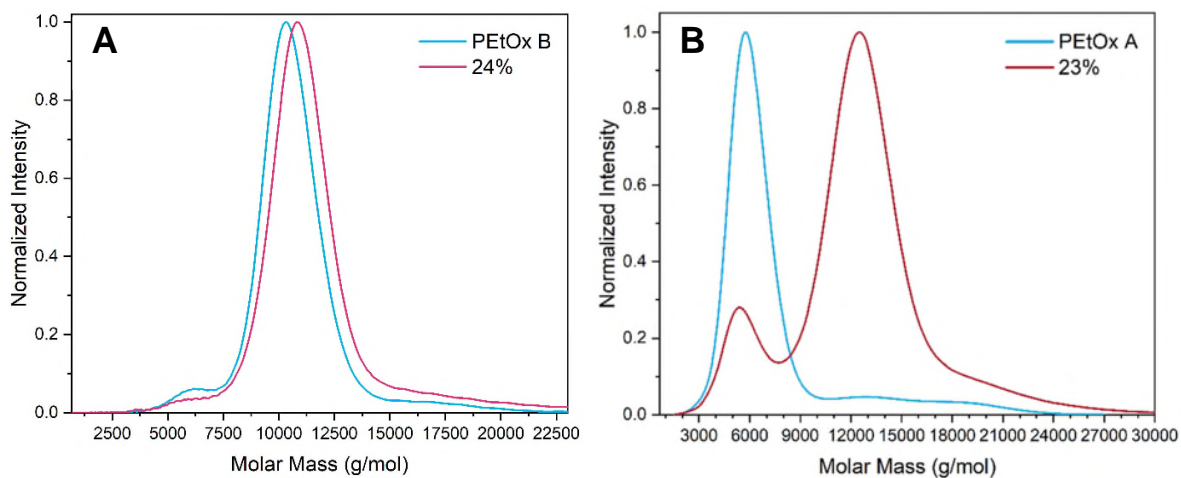 A
PEtOx B
24%
1.0
0.8
0.6
0.4
0.2
0.0
Normalized Intensity
2500 5000 7500 10000 12500 15000 17500 20000 22500
Molar Mass (g/mol)
B
PEtOx A
23%
1.0
0.8
0.6
0.4
0.2
0.0
Normalized Intensity
3000 6000 9000 12000 15000 18000 21000 24000 27000 30000
Molar Mass (g/mol)